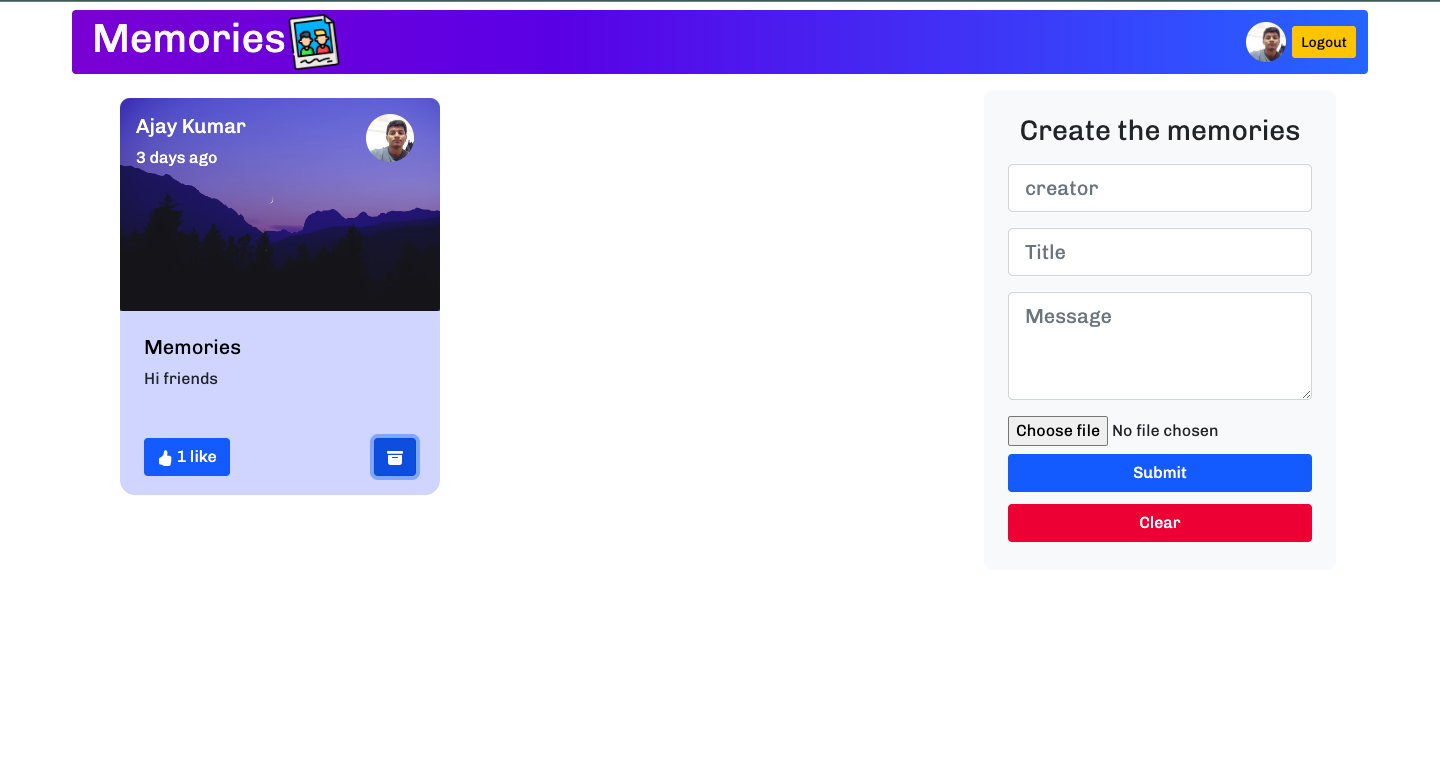 Memories
Logout
Ajay Kumar
3 days ago
Memories
Hi friends
1 like
Create the memories
creator
Title
Message
Choose file No file chosen
Submit
Clear